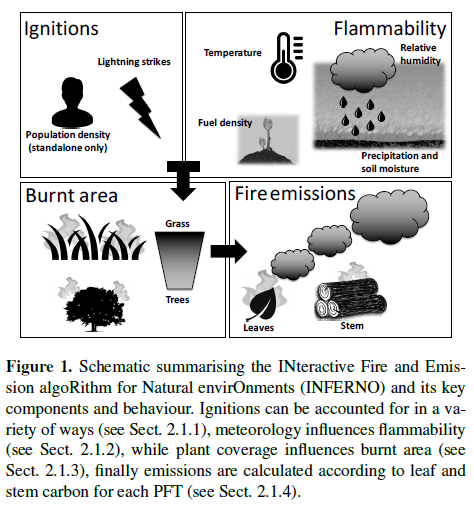 Ignitions
Lightning strikes
Population density
(standalone only)
Flammability
Temperature
Relative
humidity
Fuel density
Precipitation and
soil moisture
Burnt area
Grass
Trees
Fire emissions
Leaves
Stem
Figure 1. Schematic summarising the INteractive Fire and Emis-
sion algoRithm for Natural envirOnments (INFERNO) and its key
components and behaviour. Ignitions can be accounted for in a va-
riety of ways (see Sect. 2.1.1), meteorology influences flammability
(see Sect. 2.1.2), while plant coverage influences burnt area (see
Sect. 2.1.3), finally emissions are calculated according to leaf and
stem carbon for each PFT (see Sect. 2.1.4).